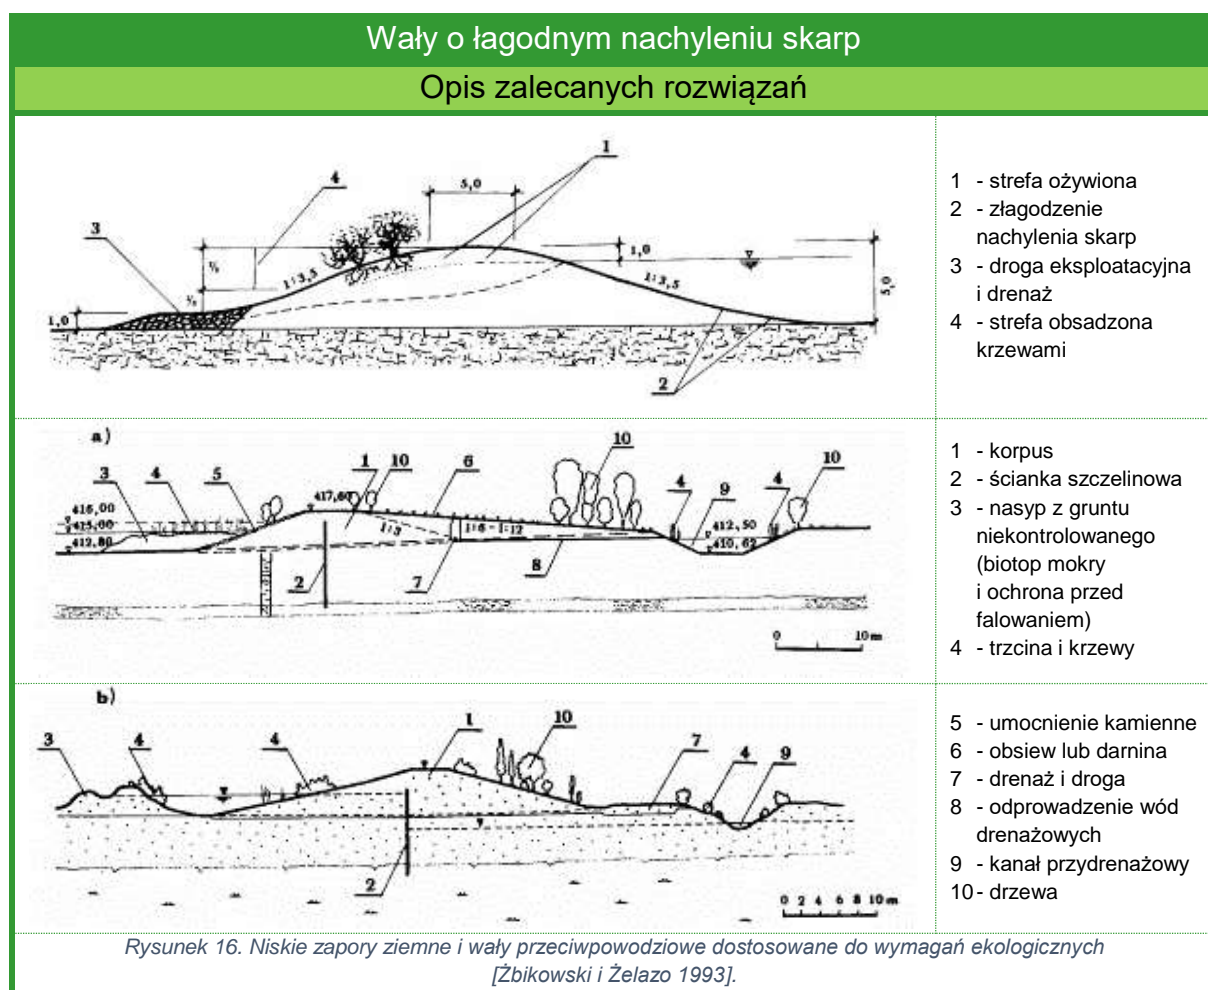 Wały o łagodnym nachyleniu skarp
Opis zalecanych rozwiązań
1
4
5,0
3
1,0
1:3,5
1:3,5
5,0
1,0
2
1 - strefa ożywiona
2 - złagodzenie
nachylenia skarp
3 - droga eksploatacyjna
i drenaż
4 - strefa obsadzona
krzewami
a)
3
4
5
1
10
6
10
4
9
4
10
416,00
415,00
412,80
417,60
1:3
1:6 - 1:12
412,50
410,62
2
7
8
0 10m
1 - korpus
2 - ścianka szczelinowa
3 - nasyp z gruntu
niekontrolowanego
(biotop mokry
i ochrona przed
falowaniem)
4 - trzcina i krzewy
b)
3
4
4
1
10
7
4
9
2
0 2 4 6 8 10m
5 - umocnienie kamienne
6 - obsiew lub darnina
7 - drenaż i droga
8 - odprowadzenie wód
drenażowych
9 - kanał przydrenażowy
10 - drzewa
Rysunek 16. Niskie zapory ziemne i wały przeciwpowodziowe dostosowane do wymagań ekologicznych
[Żbikowski i Żelazo 1993].